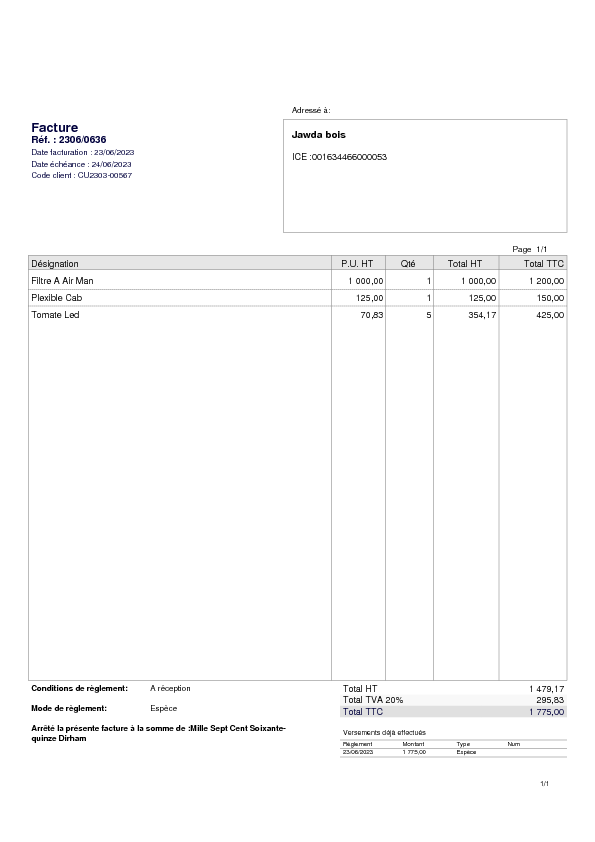 Adressé à:
Facture
Réf. : 2306/0636
Date facturation : 23/06/2023
Date échéance : 24/06/2023
Code client : CU2303-00567
Jawda bois
ICE :001634466000053
Page 1/1
Désignation P.U. HT Qté Total HT Total TTC
Filtre A Air Man 1 000,00 1 1 000,00 1 200,00
Plexible Cab 125,00 1 125,00 150,00
Tomate Led 70,83 5 354,17 425,00
Conditions de règlement: A réception
Mode de règlement: Espèce
Arrêté la présente facture à la somme de :Mille Sept Cent Soixante-
quinze Dirham
Total HT 1 479,17
Total TVA 20% 295,83
Total TTC 1 775,00
Versements déjà effectués
Règlement Montant Type Num
23/06/2023 1 775,00 Espèce
1/1